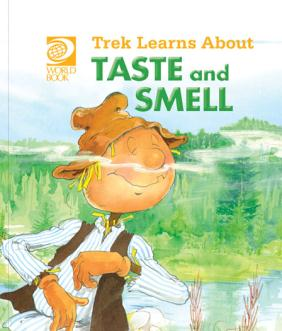 WORLD
BOOK
Trek Learns About
TASTE and
SMELL